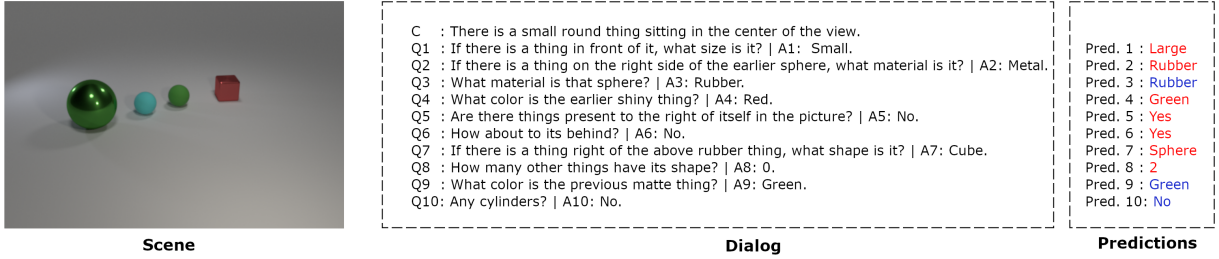 C : There is a small round thing sitting in the center of the view.
Q1 : If there is a thing in front of it, what size is it? | A1: Small.
Q2 : If there is a thing on the right side of the earlier sphere, what material is it? | A2: Metal.
Q3 : What material is that sphere? | A3: Rubber.
Q4 : What color is the earlier shiny thing? | A4: Red.
Q5 : Are there things present to the right of itself in the picture? | A5: No.
Q6 : How about to its behind? | A6: No.
Q7 : If there is a thing right of the above rubber thing, what shape is it? | A7: Cube.
Q8 : How many other things have its shape? | A8: 0.
Q9 : What color is the previous matte thing? | A9: Green.
Q10: Any cylinders? | A10: No.
Pred. 1 : Large
Pred. 2 : Rubber
Pred. 3 : Rubber
Pred. 4 : Green
Pred. 5 : Yes
Pred. 6 : Yes
Pred. 7 : Sphere
Pred. 8 : 2
Pred. 9 : Green
Pred. 10: No
Scene
Dialog
Predictions